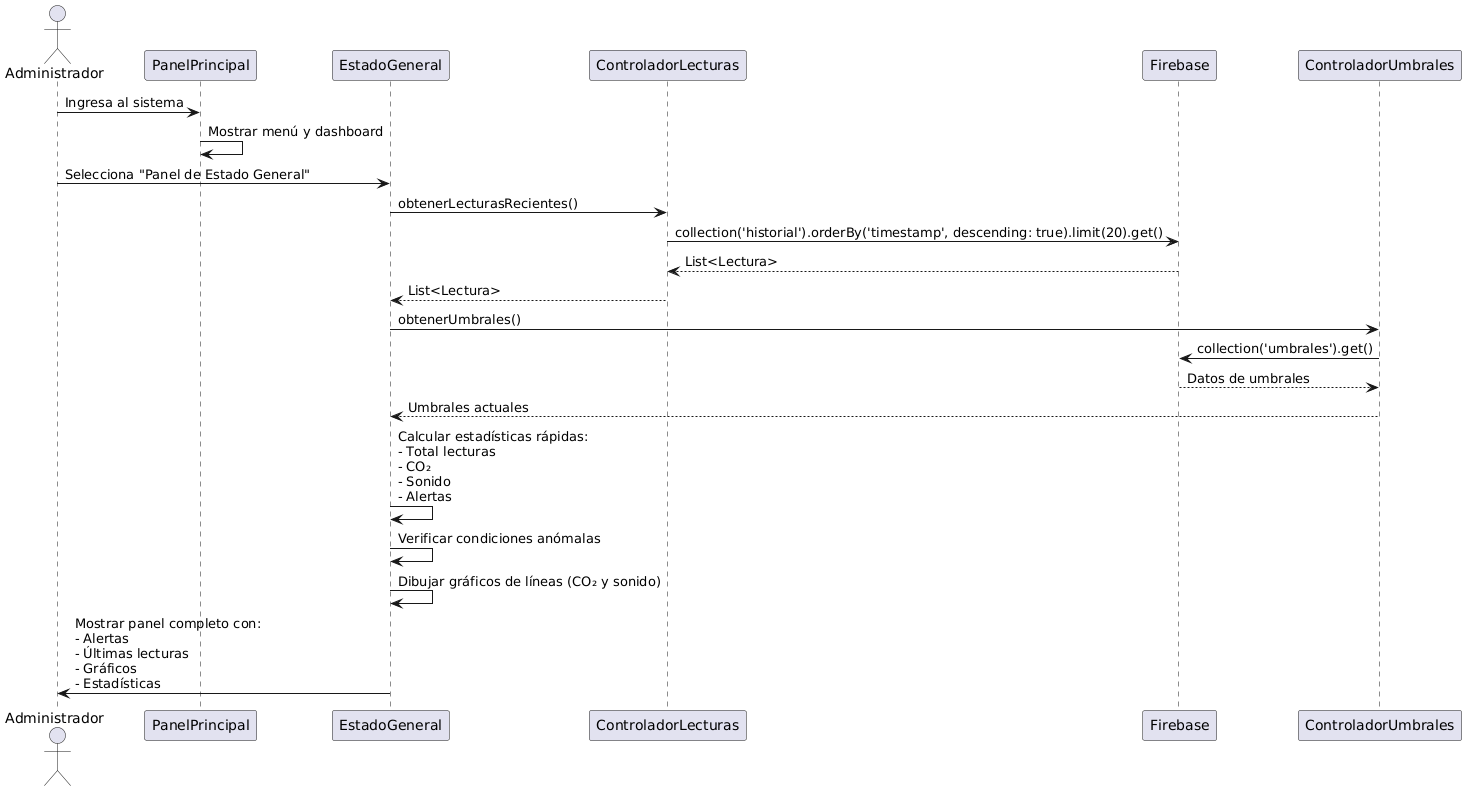 Administrador
PanelPrincipal
EstadoGeneral
ControladorLecturas
Firebase
ControladorUmbrales
Ingresa al sistema
Mostrar menú y dashboard
Selecciona "Panel de Estado General"
obtenerLecturasRecientes()
collection('historial').orderBy('timestamp', descending: true).limit(20).get()
List<Lectura>
List<Lectura>
obtenerUmbrales()
collection('umbrales').get()
Datos de umbrales
Umbrales actuales
Calcular estadísticas rápidas:
- Total lecturas
- CO₂
- Sonido
- Alertas
Verificar condiciones anómalas
Dibujar gráficos de líneas (CO₂ y sonido)
Mostrar panel completo con:
- Alertas
- Últimas lecturas
- Gráficos
- Estadísticas
Administrador
PanelPrincipal
EstadoGeneral
ControladorLecturas
Firebase
ControladorUmbrales